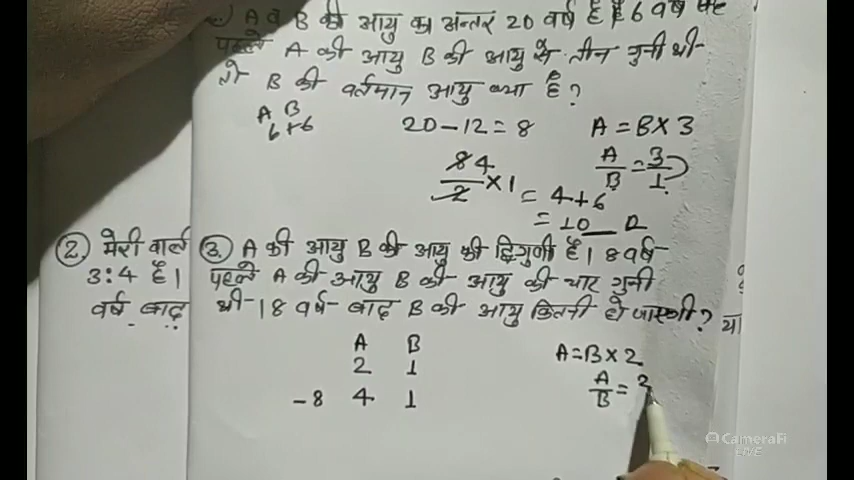 A व B की आयु का अन्तर 20 वर्ष है। 6 वर्ष
पहले A की आयु B की आयु से तीन गुनी थी
तो B की वर्तमान आयु क्या है?
A B
6+6
20-12=8
A=B×3
84
2 ×1
A/B = 3/1
= 4+6
= 10
② मेरी
3:4 है।
वर्ष बाद
③ A की आयु B की आयु की द्विगुणी है। 8 वर्ष
पहले A की आयु B की आयु की चार गुनी
थी। 8 वर्ष बाद B की आयु कितनी हो जाएगी?
या
A B
2 1
-8 4 1
A=B×2
A/B = 2
CameraFi
LIVE